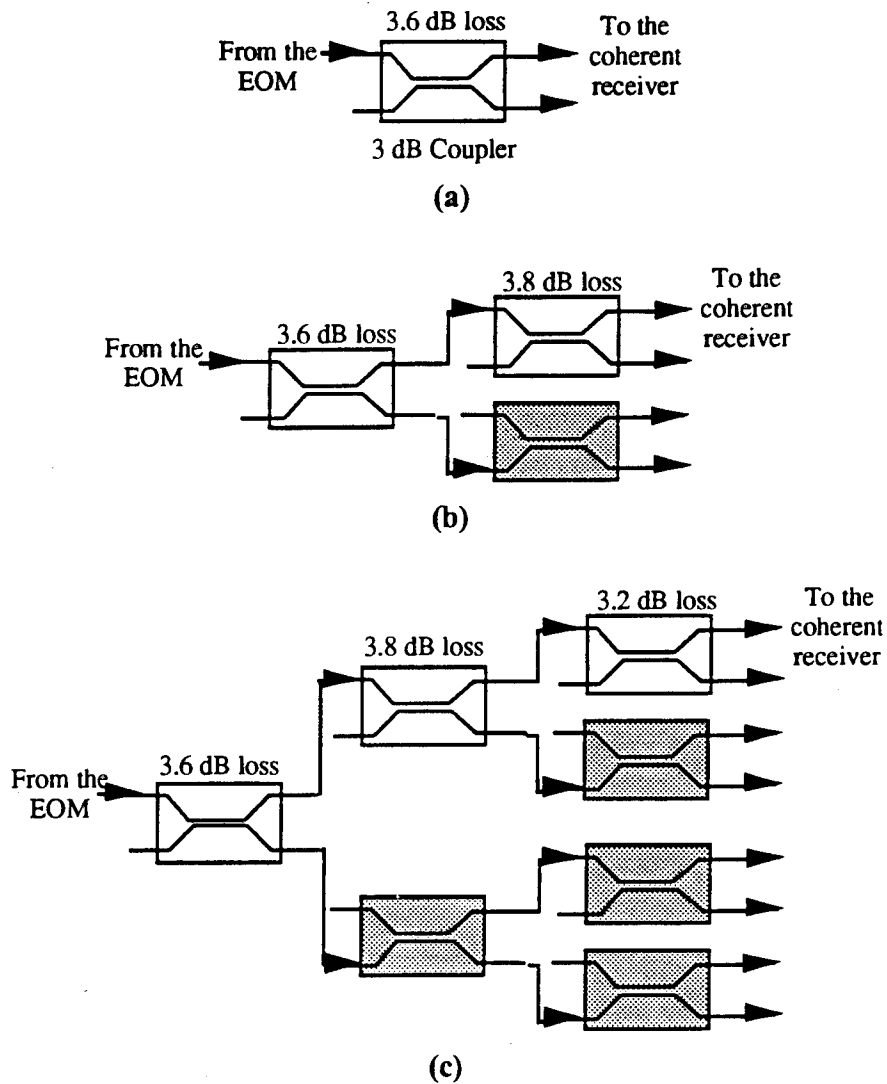 3.6 dB loss
From the
EOM
To the
coherent
receiver
3 dB Coupler
(a)
3.8 dB loss
To the
coherent
receiver
3.6 dB loss
From the
EOM
(b)
3.2 dB loss
To the
coherent
receiver
3.8 dB loss
3.6 dB loss
From the
EOM
(c)